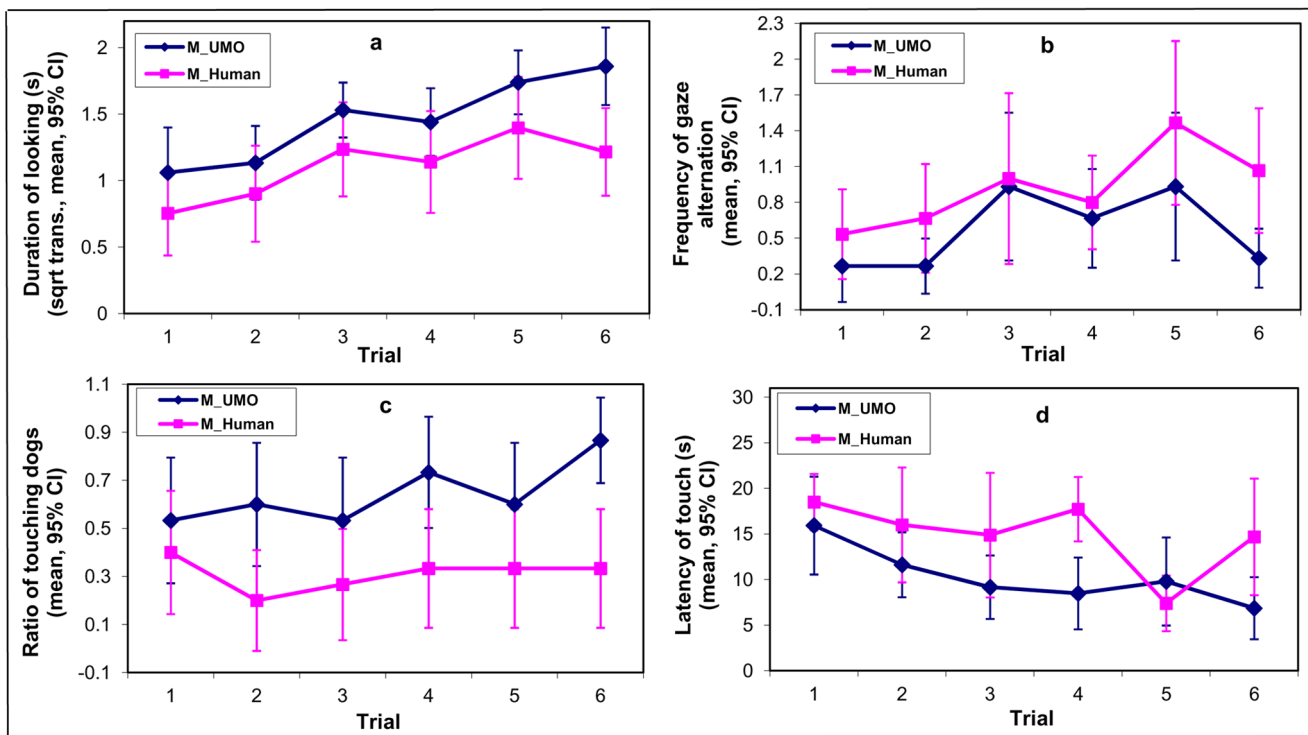 a
M_UMO
M_Human
Duration of looking (s)
(sqrt trans., mean, 95% CI)
2
1.5
1
0.5
0
1 2 3 4 5 6
Trial
b
M_UMO
M_Human
Frequency of gaze
alternation
(mean, 95% CI)
2.3
2
1.7
1.4
1.1
0.8
0.5
0.2
-0.1
1 2 3 4 5 6
Trial
c
M_UMO
M_Human
Ratio of touching dogs
(mean, 95% CI)
1.1
0.9
0.7
0.5
0.3
0.1
-0.1
1 2 3 4 5 6
Trial
d
M_UMO
M_Human
Latency of touch (s)
(mean, 95% CI)
30
25
20
15
10
5
0
1 2 3 4 5 6
Trial